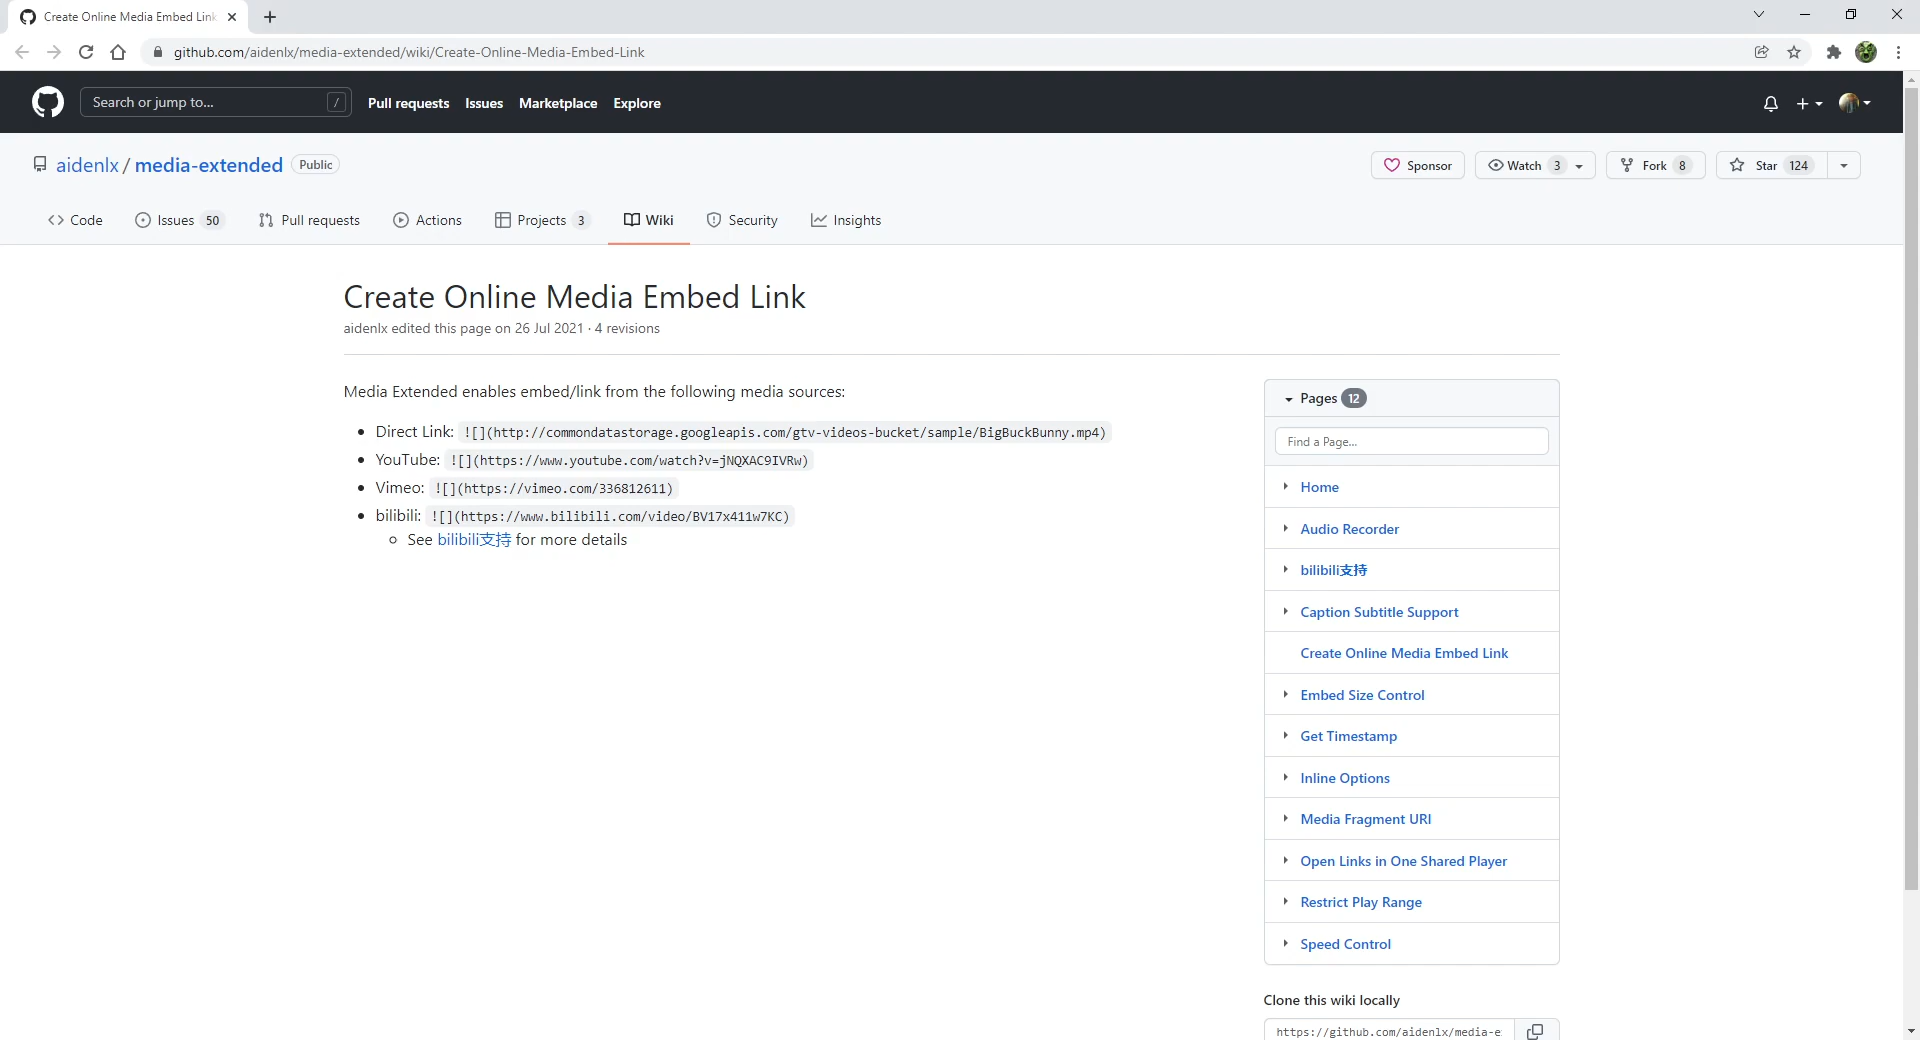 Create Online Media Embed Link
github.com/aidenlx/media-extended/wiki/Create-Online-Media-Embed-Link
Search or jump to... /
Pull requests Issues Marketplace Explore
aidenlx / media-extended Public
Sponsor Watch 3 Fork 8 Star 124
Code Issues 50 Pull requests Actions Projects 3 Wiki Security Insights
Create Online Media Embed Link
aidenlx edited this page on 26 Jul 2021 · 4 revisions
Media Extended enables embed/link from the following media sources:
• Direct Link: ![](http://commondatastorage.googleapis.com/gtv-videos-bucket/sample/BigBuckBunny.mp4)
• YouTube: ![](https://www.youtube.com/watch?v=jNQXAC9IVRw)
• Vimeo: ![](https://vimeo.com/336812611)
• bilibili: ![](https://www.bilibili.com/video/BV17x411w7KC)
See bilibili支持 for more details
Pages 12
Find a Page...
Home
Audio Recorder
bilibili支持
Caption Subtitle Support
Create Online Media Embed Link
Embed Size Control
Get Timestamp
Inline Options
Media Fragment URI
Open Links in One Shared Player
Restrict Play Range
Speed Control
Clone this wiki locally
https://github.com/aidenlx/media-e